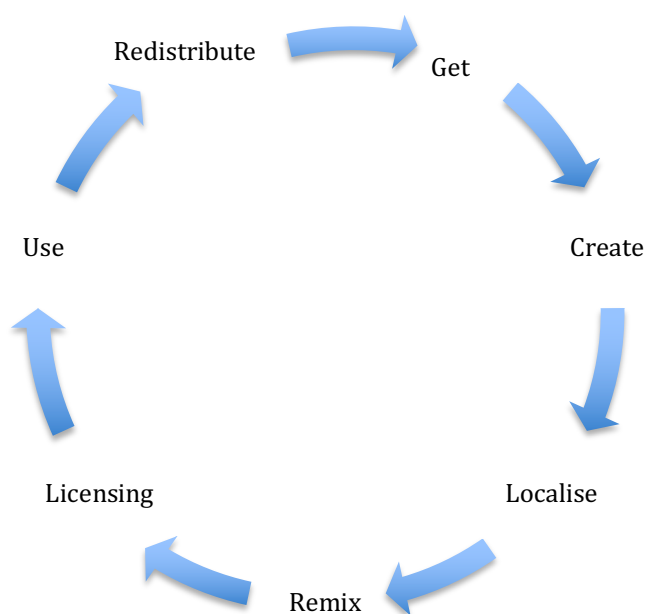 Redistribute
Get
Use
Create
Licensing
Localise
Remix